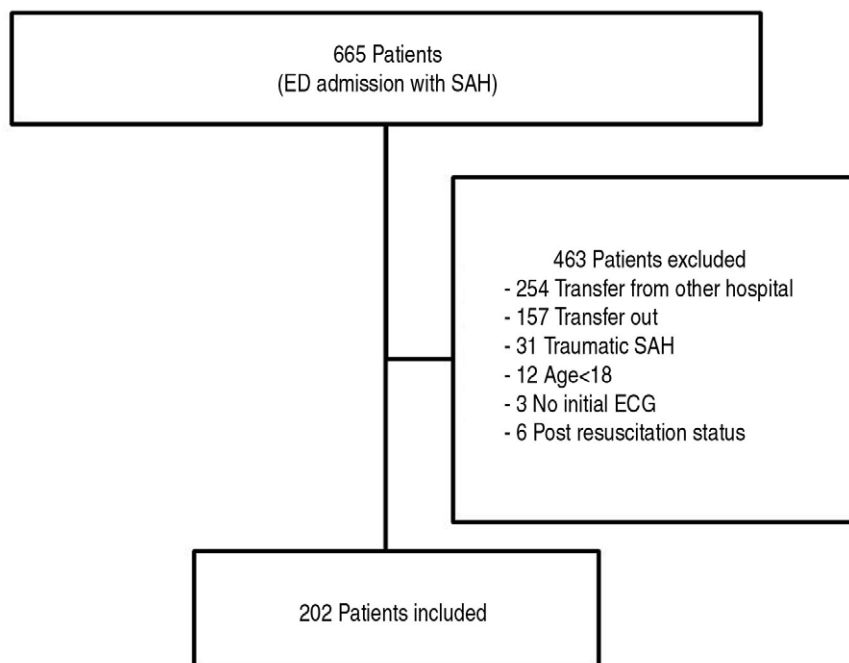 665 Patients
(ED admission with SAH)
463 Patients excluded
- 254 Transfer from other hospital
- 157 Transfer out
- 31 Traumatic SAH
- 12 Age<18
- 3 No initial ECG
- 6 Post resuscitation status
202 Patients included